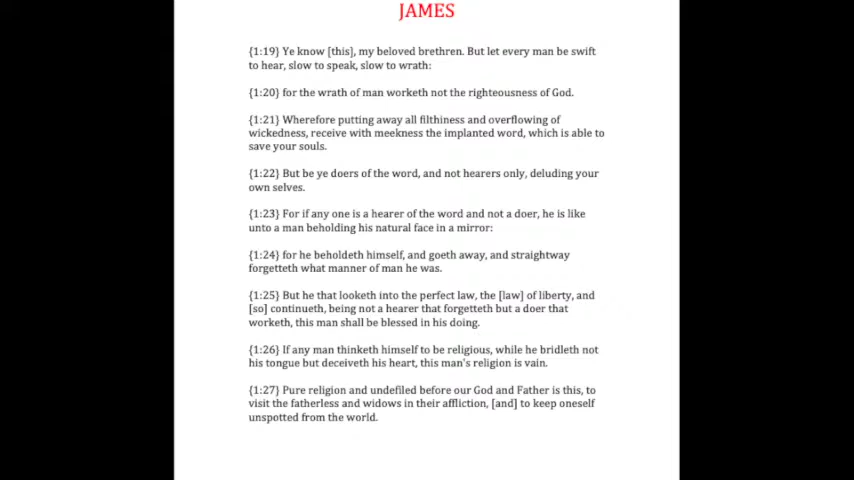 JAMES
{1:19} Ye know [this], my beloved brethren. But let every man be swift
to hear, slow to speak, slow to wrath:
{1:20} for the wrath of man worketh not the righteousness of God.
{1:21} Wherefore putting away all filthiness and overflowing of
wickedness, receive with meekness the implanted word, which is able to
save your souls.
{1:22} But be ye doers of the word, and not hearers only, deluding your
own selves.
{1:23} For if any one is a hearer of the word and not a doer, he is like
unto a man beholding his natural face in a mirror:
{1:24} for he beholdeth himself, and goeth away, and straightway
forgetteth what manner of man he was.
{1:25} But he that looketh into the perfect law, the [law] of liberty, and
[so] continueth, being not a hearer that forgetteth but a doer that
worketh, this man shall be blessed in his doing.
{1:26} If any man thinketh himself to be religious, while he bridleth not
his tongue but deceiveth his heart, this man's religion is vain.
{1:27} Pure religion and undefiled before our God and Father is this, to
visit the fatherless and widows in their affliction, [and] to keep oneself
unspotted from the world.